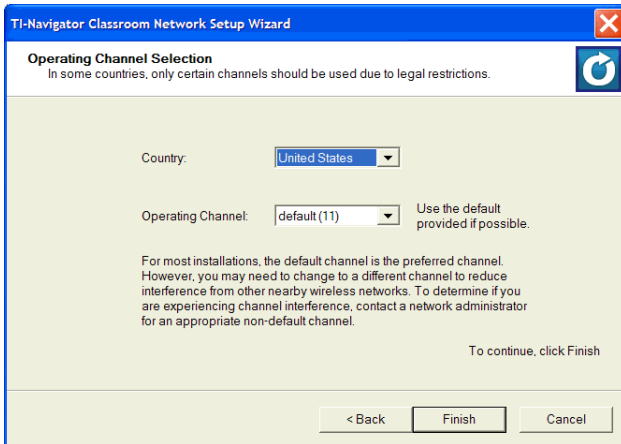 TI-Navigator Classroom Network Setup Wizard
Operating Channel Selection
In some countries, only certain channels should be used due to legal restrictions.
Country:
United States
Operating Channel:
default (11)
Use the default
provided if possible.
For most installations, the default channel is the preferred channel.
However, you may need to change to a different channel to reduce
interference from other nearby wireless networks. To determine if you
are experiencing channel interference, contact a network administrator
for an appropriate non-default channel.
To continue, click Finish
< Back
Finish
Cancel